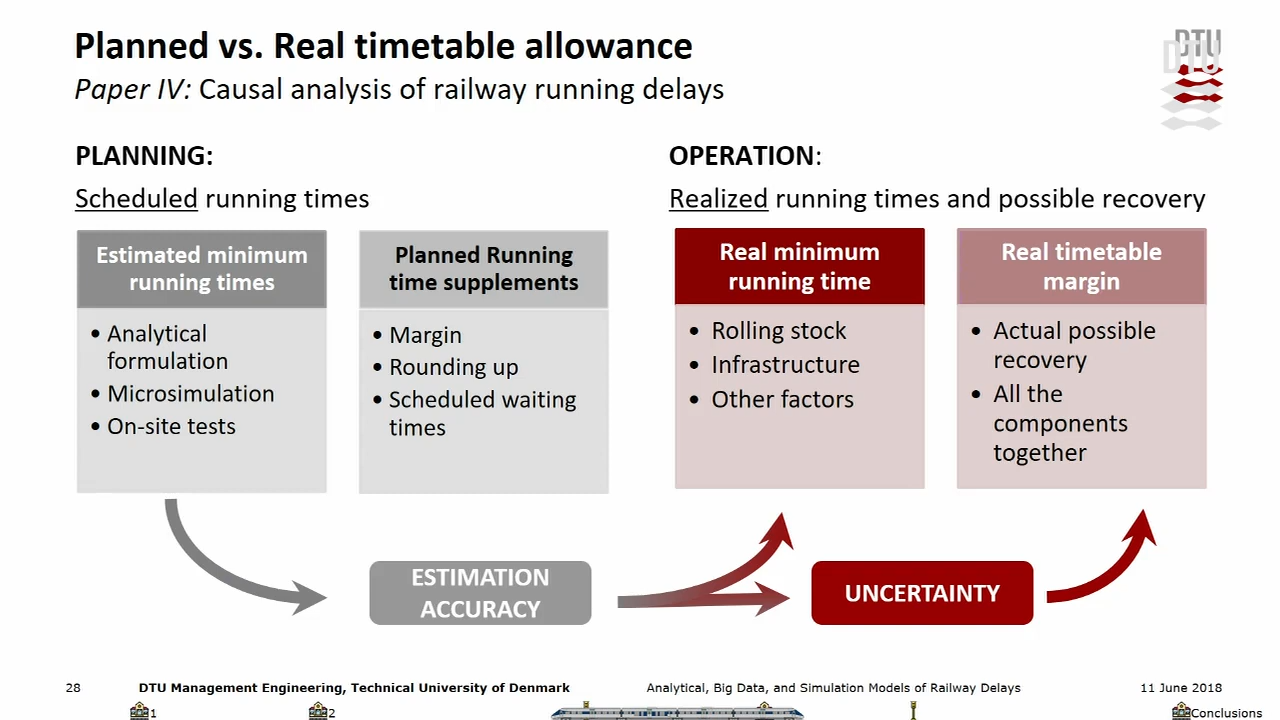 Planned vs. Real timetable allowance
DTU
Paper IV: Causal analysis of railway running delays
PLANNING:
Scheduled running times
Estimated minimum
running times
• Analytical
formulation
• Microsimulation
• On-site tests
Planned Running
time supplements
• Margin
• Rounding up
• Scheduled waiting
times
OPERATION:
Realized running times and possible recovery
Real minimum
running time
• Rolling stock
• Infrastructure
• Other factors
Real timetable
margin
• Actual possible
recovery
• All the
components
together
ESTIMATION
ACCURACY
UNCERTAINTY
28 DTU Management Engineering, Technical University of Denmark Analytical, Big Data, and Simulation Models of Railway Delays 11 June 2018
1 2 Conclusions